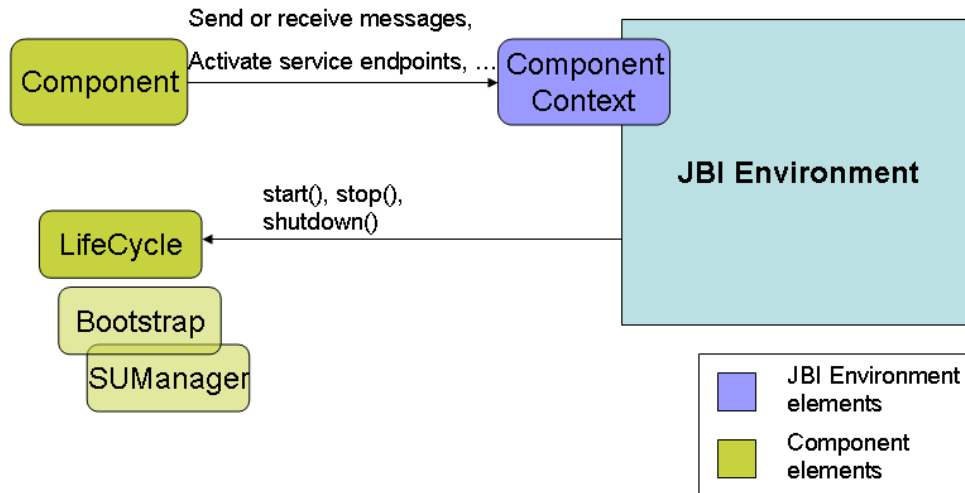 Send or receive messages,
Activate service endpoints, ...
Component
Component
Context
JBI Environment
start(), stop(),
shutdown()
LifeCycle
Bootstrap
SUManager
JBI Environment
elements
Component
elements